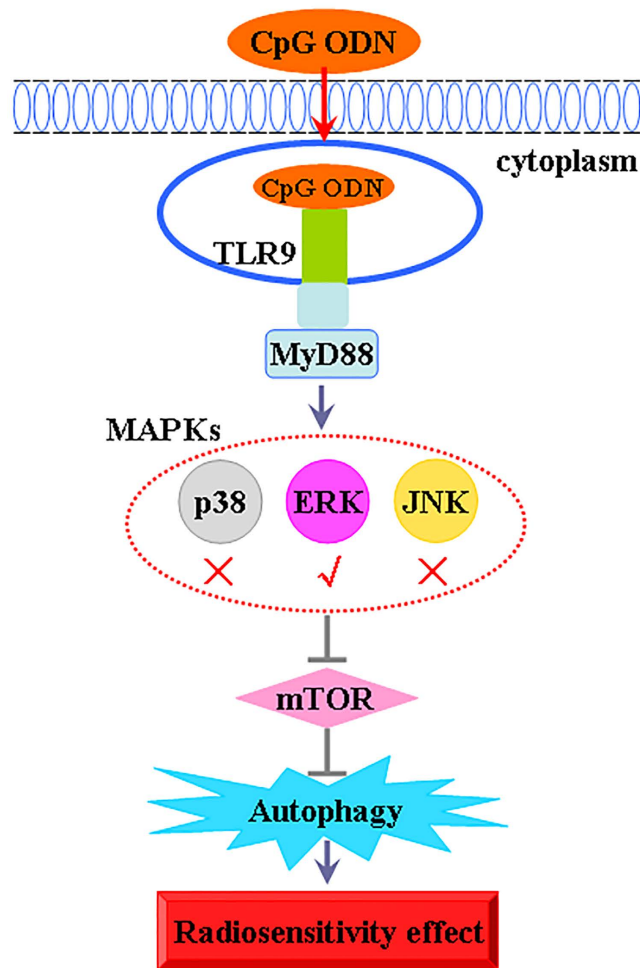 CpG ODN
cytoplasm
CpG ODN
TLR9
MyD88
MAPKs
p38 ERK JNK
mTOR
Autophagy
Radiosensitivity effect